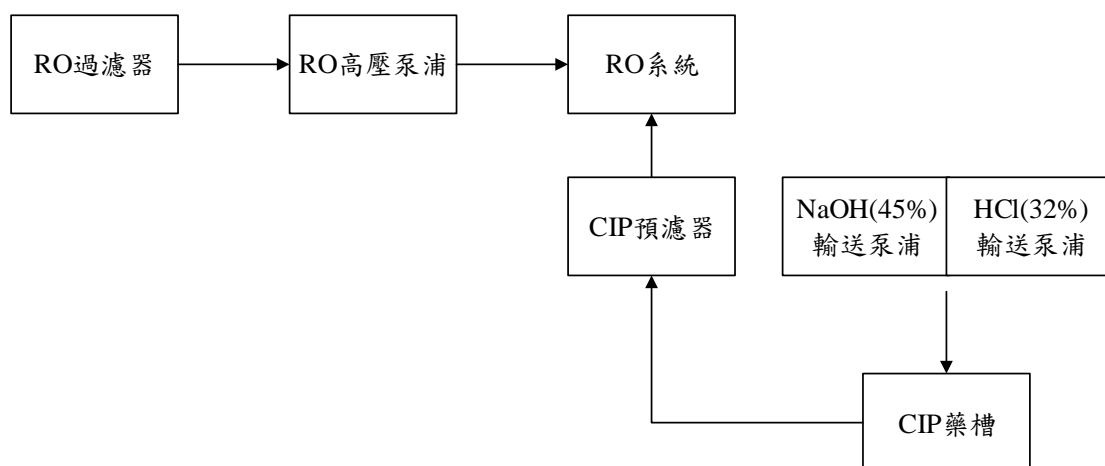 RO過濾器
RO高壓泵浦
RO系統
CIP預濾器
NaOH(45%)
輸送泵浦
HCl(32%)
輸送泵浦
CIP藥槽